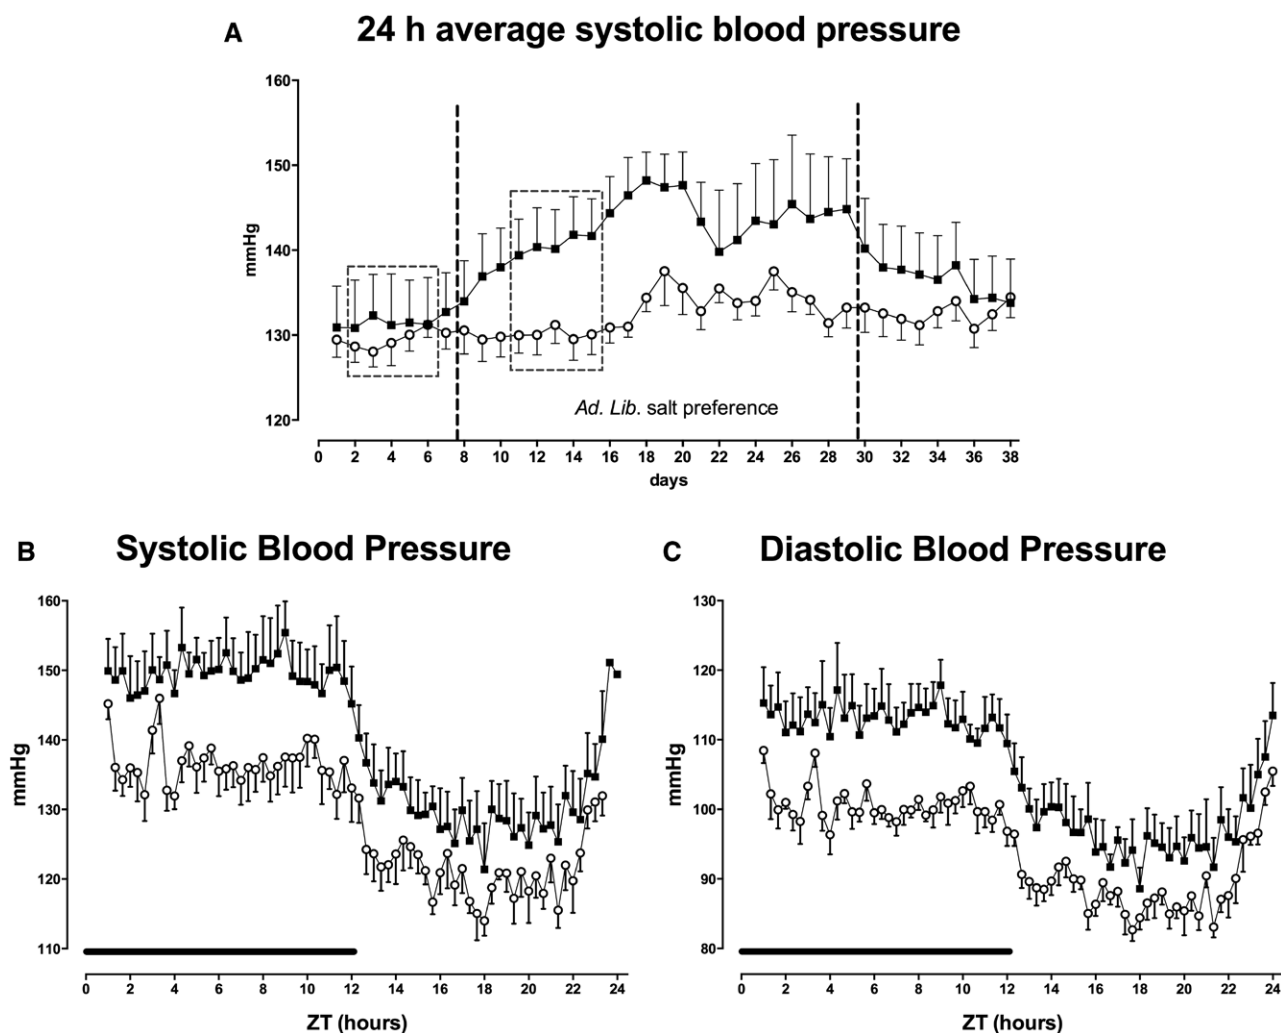 A
24 h average systolic blood pressure
160
150
140
130
120
mmHg
Ad. Lib. salt preference
0 2 4 6 8 10 12 14 16 18 20 22 24 26 28 30 32 34 36 38
days
B
Systolic Blood Pressure
160
150
140
130
120
110
mmHg
0 2 4 6 8 10 12 14 16 18 20 22 24
ZT (hours)
C
Diastolic Blood Pressure
130
120
110
100
90
80
mmHg
0 2 4 6 8 10 12 14 16 18 20 22 24
ZT (hours)